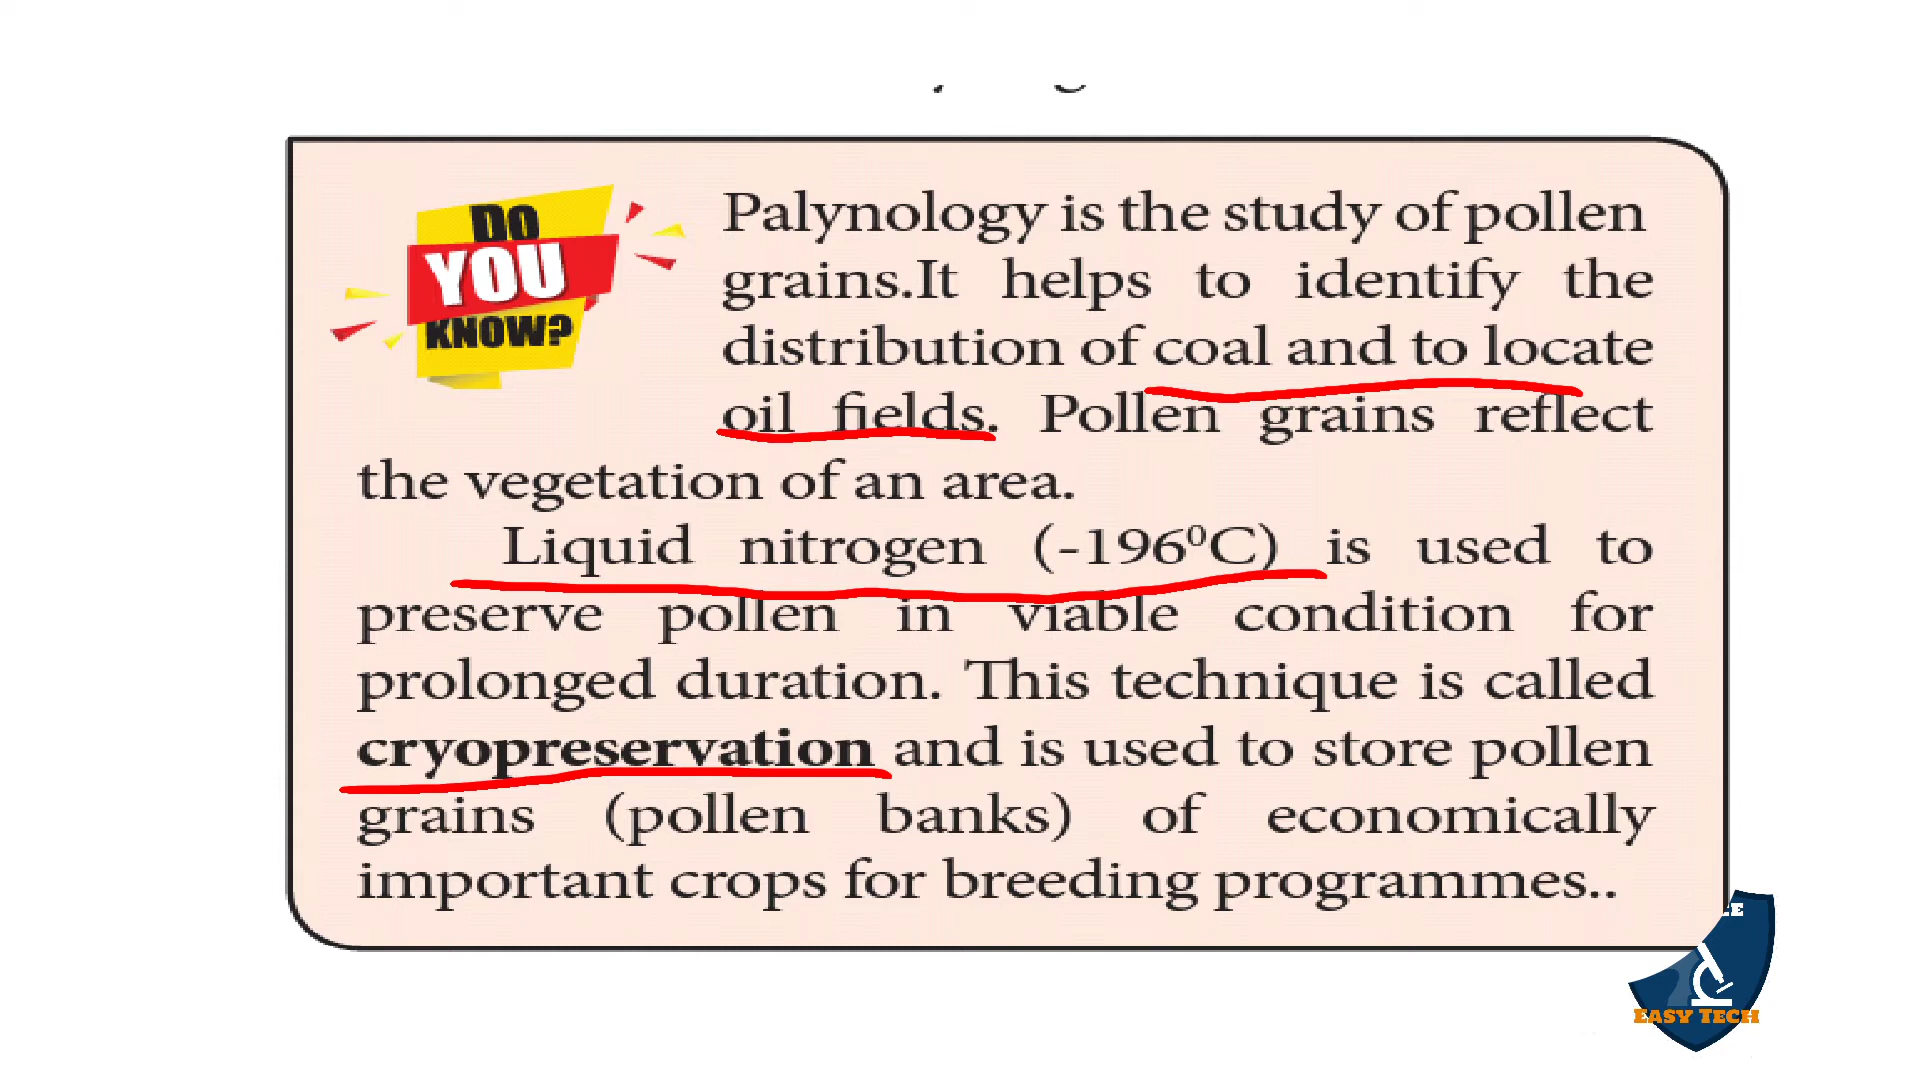 Do
YOU
KNOW?
Palynology is the study of pollen
grains.It helps to identify the
distribution of coal and to locate
oil fields. Pollen grains reflect
the vegetation of an area.
Liquid nitrogen (-196⁰C) is used to
preserve pollen in viable condition for
prolonged duration. This technique is called
cryopreservation and is used to store pollen
grains (pollen banks) of economically
important crops for breeding programmes..
EASY TECH